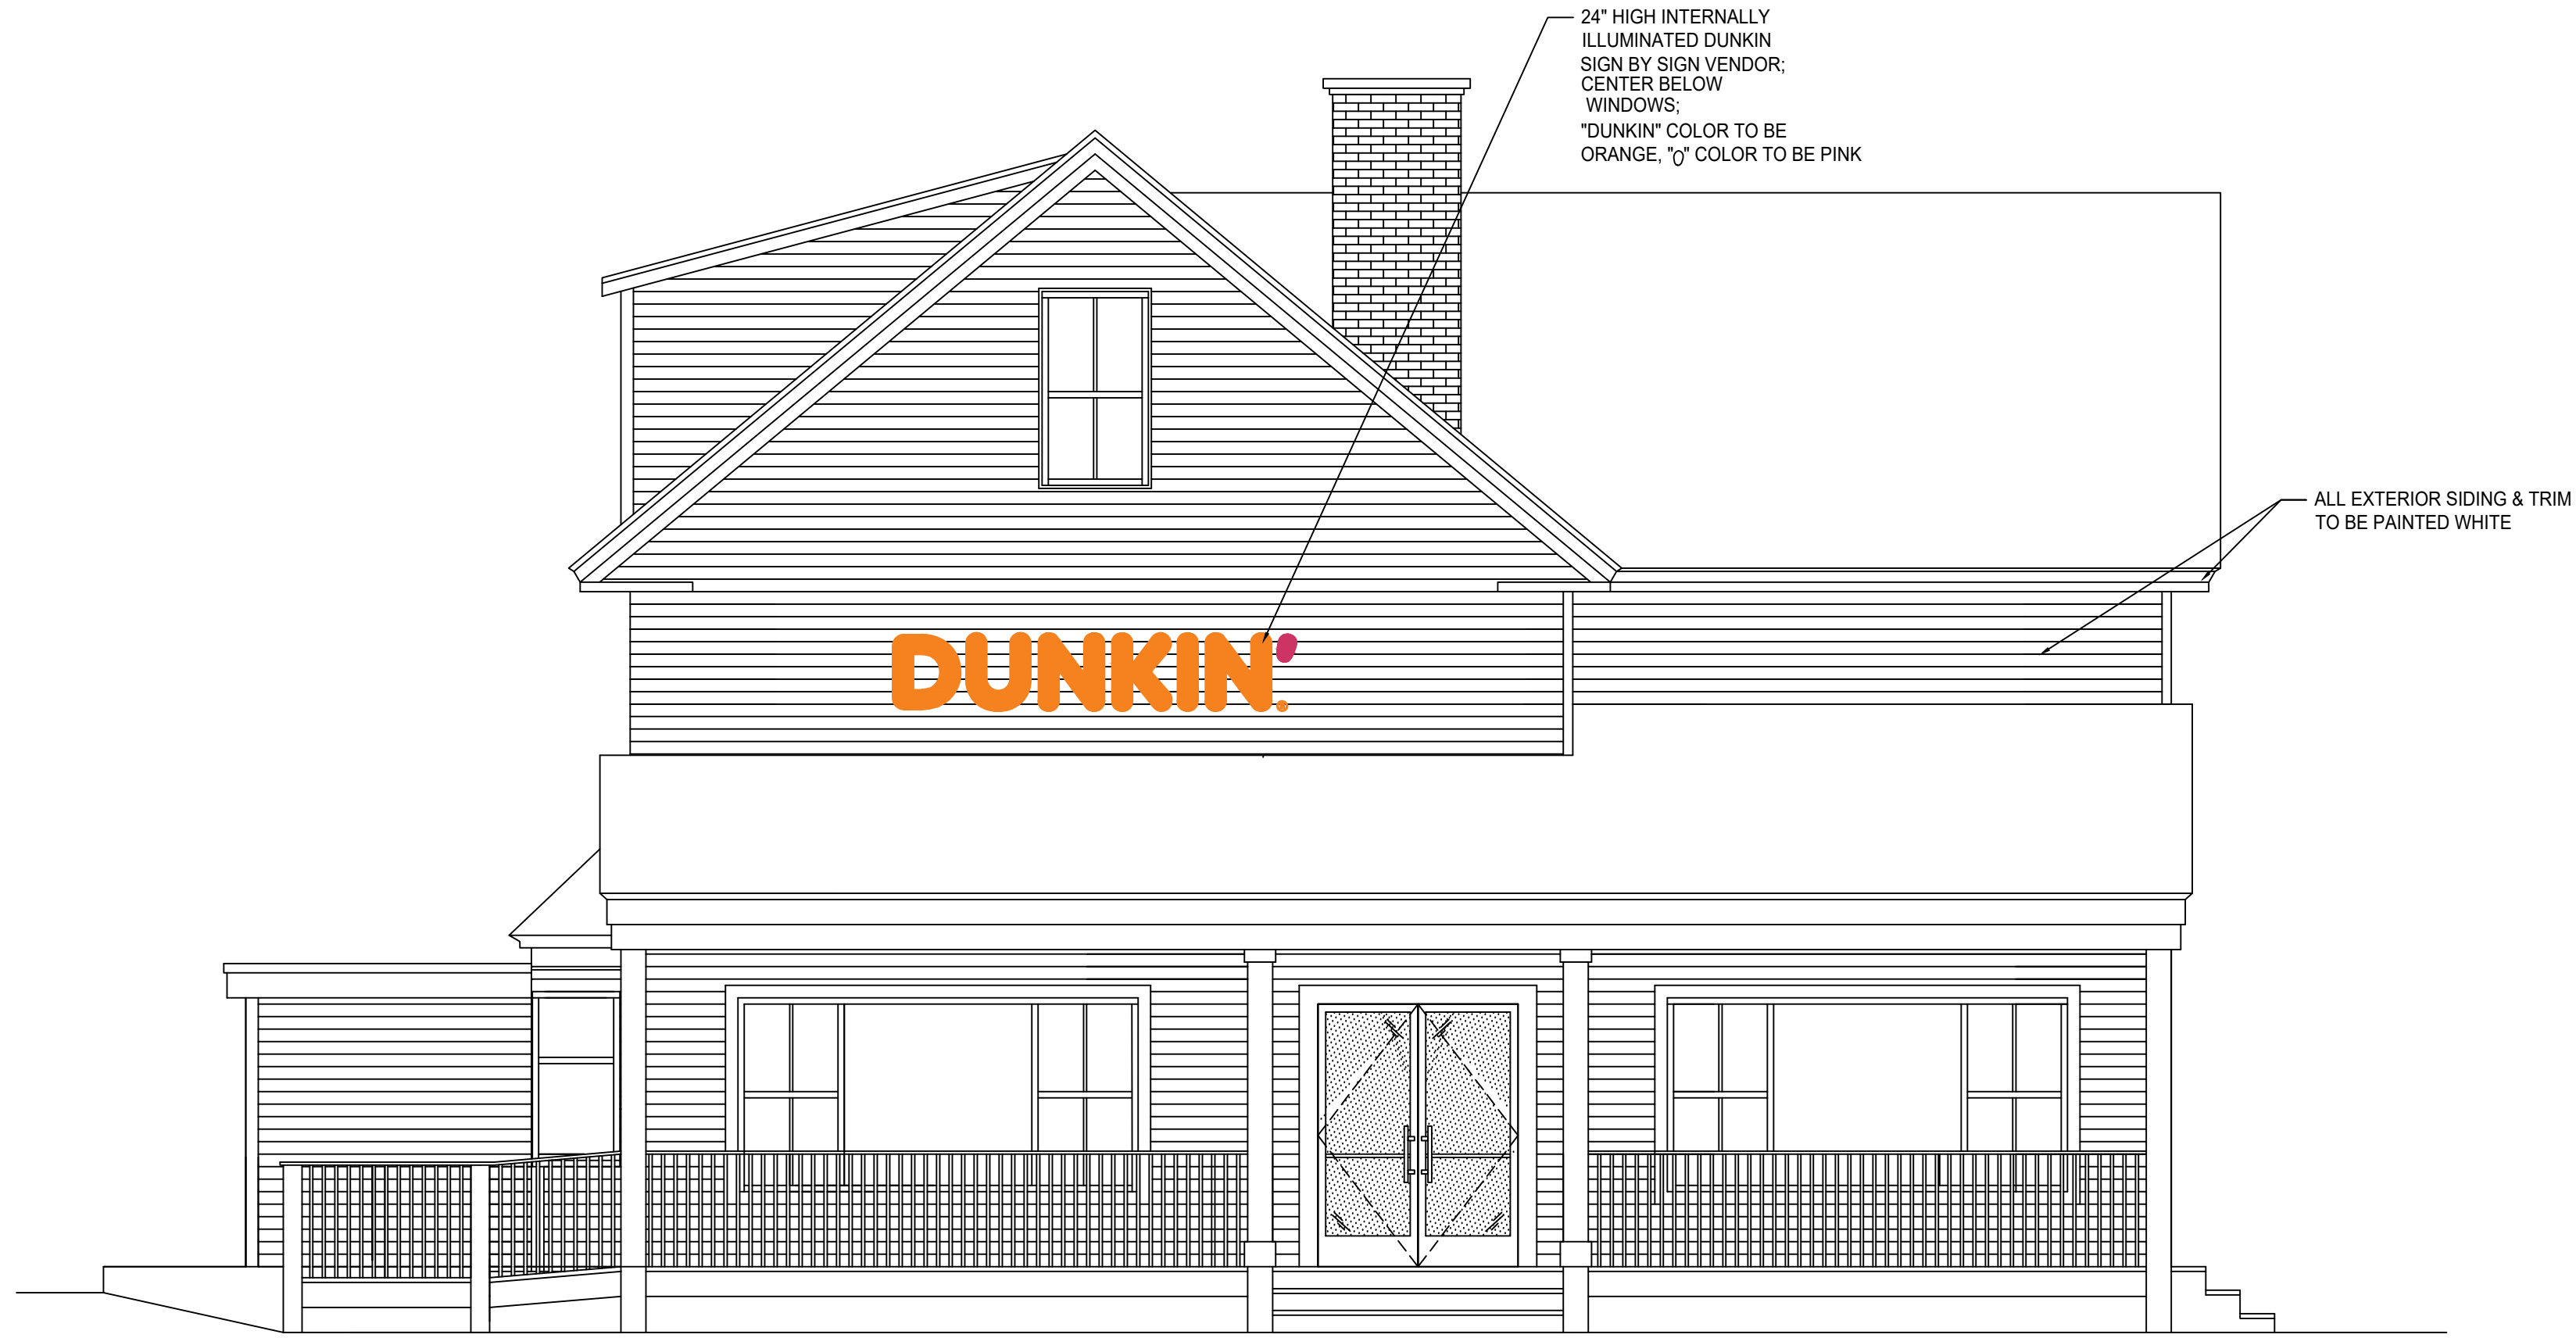 24" HIGH INTERNALLY
ILLUMINATED DUNKIN
SIGN BY SIGN VENDOR;
CENTER BELOW
WINDOWS;
"DUNKIN" COLOR TO BE
ORANGE, "0" COLOR TO BE PINK
ALL EXTERIOR SIDING & TRIM
TO BE PAINTED WHITE
DUNKIN'